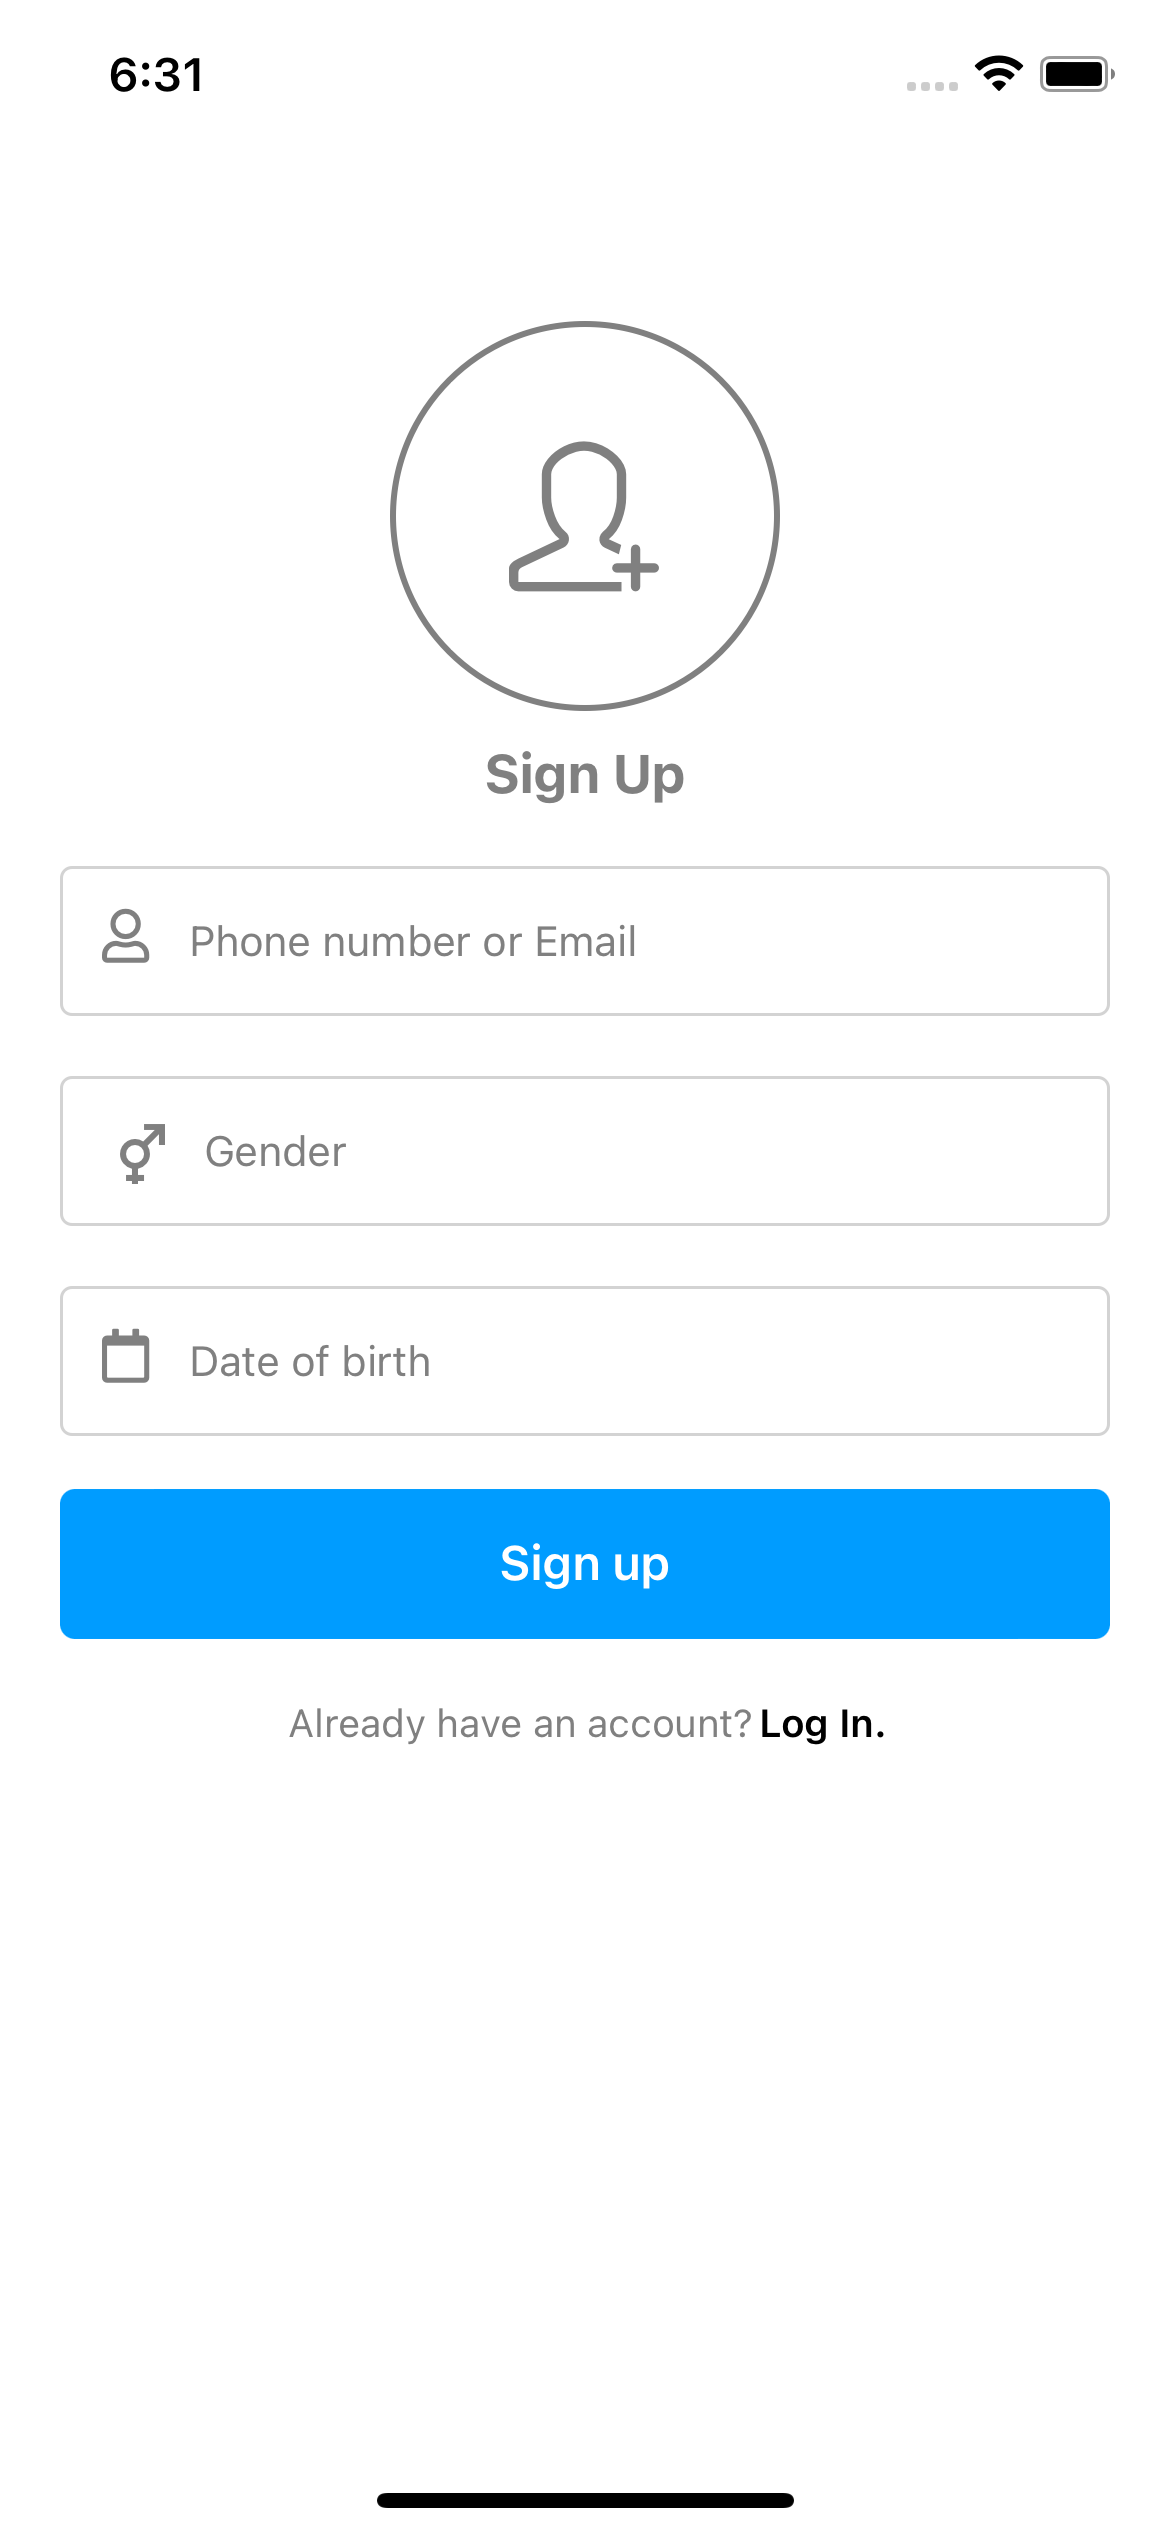 6:31
Sign Up
Phone number or Email
Gender
Date of birth
Sign up
Already have an account? Log In.